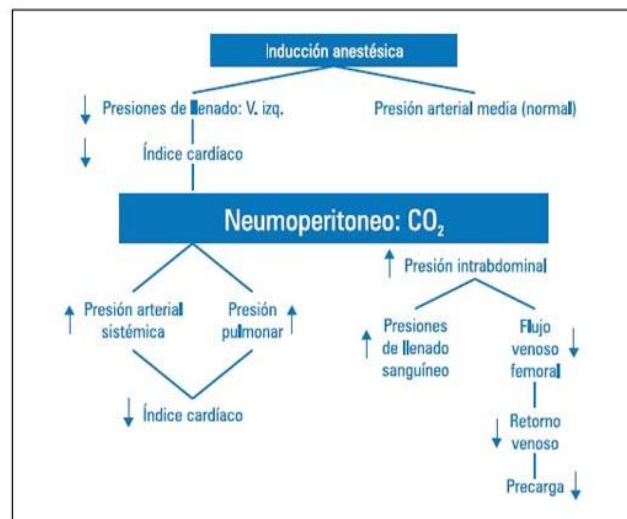 Inducción anestésica
↓ Presiones de llenado: V. izq.
Presión arterial media (normal)
↓ Índice cardíaco
Neumoperitoneo: CO₂
↑ Presión intrabdominal
↑ Presión arterial
sistémica
Presión ↑
pulmonar
↑ Presiones
de llenado
sanguíneo
Flujo
venoso ↓
femoral
↓ Índice cardíaco
↓ Retorno
venoso
Precarga ↓